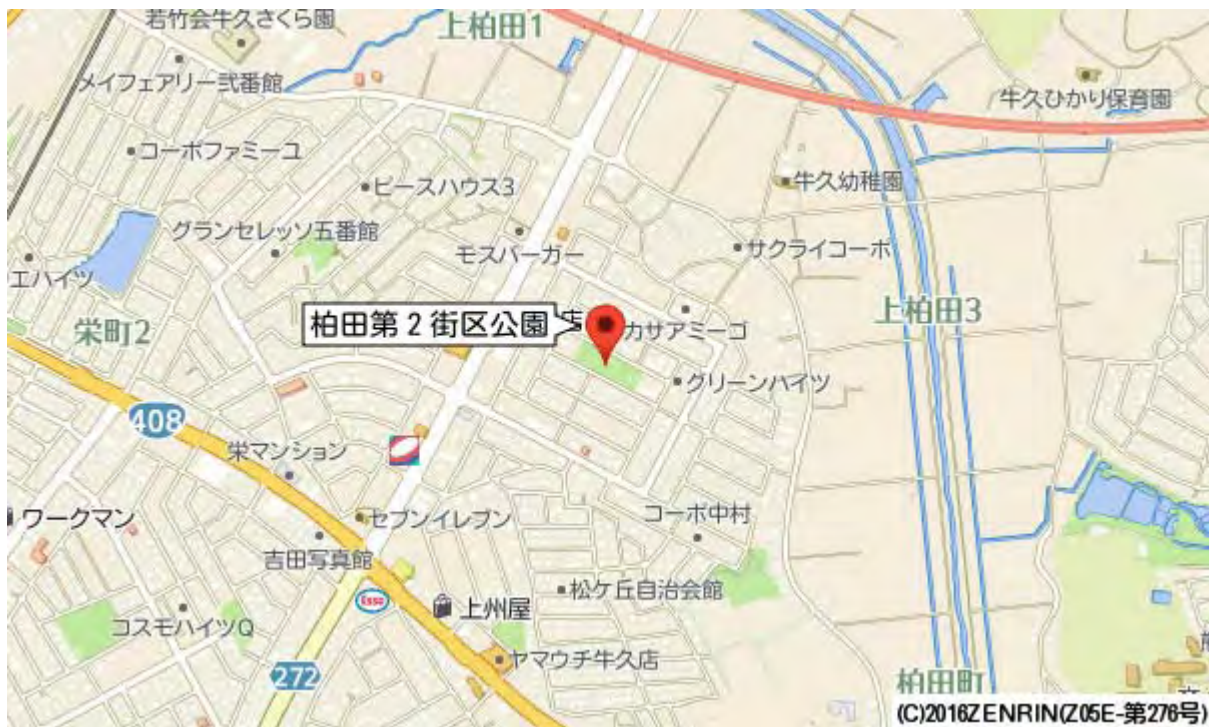 若竹会牛久さくら園
上柏田1
メイフェアリー弐番館
牛久ひかり保育園
コーポファミーユ
ピースハウス3
牛久幼稚園
グランセレッソ五番館
モスバーガー
サクライコーポ
エハイツ
栄町2
柏田第2街区公園
店
カサアミーゴ
上柏田3
グリーンハイツ
408
栄マンション
ワークマン
セブンイレブン
コーポ中村
吉田写真館
Esso
上州屋
松ケ丘自治会館
コスモハイツQ
ヤマウチ牛久店
272
柏田町
(C)2016ZENRIN(Z05E-第276号)